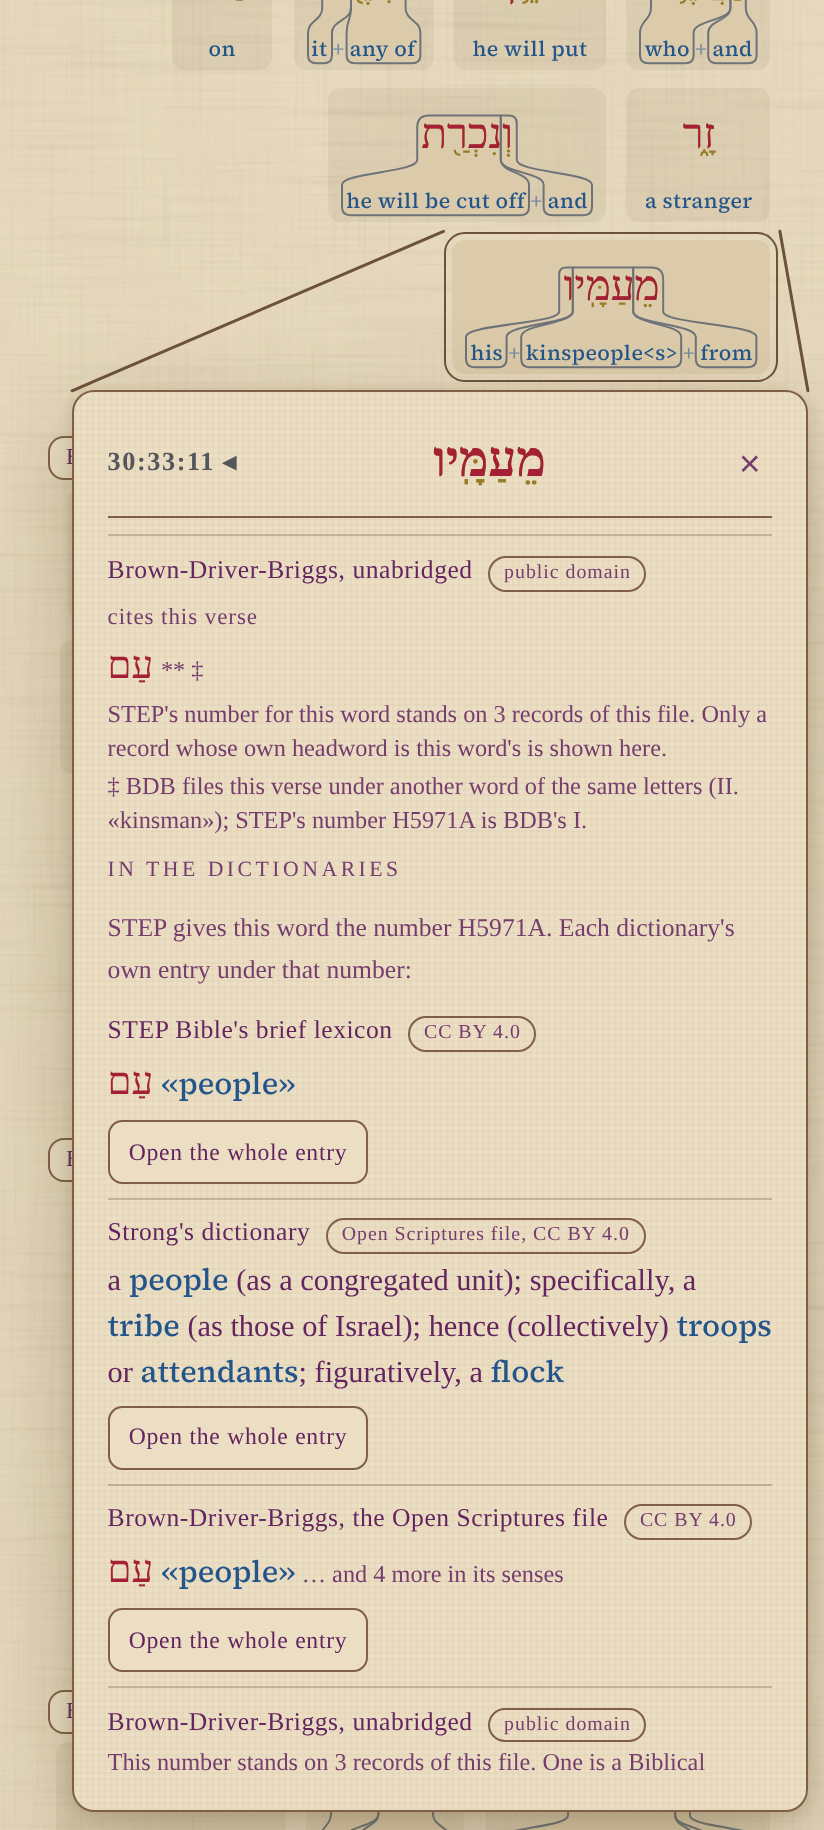 on
it + any of
he will put
who + and
וְנִכְרַ֖ת
זָ֑ר
he will be cut off + and
a stranger
מֵעַמָּֽיו
his + kinspeople<s> + from
30:33:11 ◀
מֵעַמָּֽיו
×
Brown-Driver-Briggs, unabridged
public domain
cites this verse
עַם ** ‡
STEP's number for this word stands on 3 records of this file. Only a
record whose own headword is this word's is shown here.
‡ BDB files this verse under another word of the same letters (II.
«kinsman»); STEP's number H5971A is BDB's I.
IN THE DICTIONARIES
STEP gives this word the number H5971A. Each dictionary's
own entry under that number:
STEP Bible's brief lexicon
CC BY 4.0
עַם «people»
Open the whole entry
Strong's dictionary
Open Scriptures file, CC BY 4.0
a people (as a congregated unit); specifically, a
tribe (as those of Israel); hence (collectively) troops
or attendants; figuratively, a flock
Open the whole entry
Brown-Driver-Briggs, the Open Scriptures file
CC BY 4.0
עַם «people» … and 4 more in its senses
Open the whole entry
Brown-Driver-Briggs, unabridged
public domain
This number stands on 3 records of this file. One is a Biblical